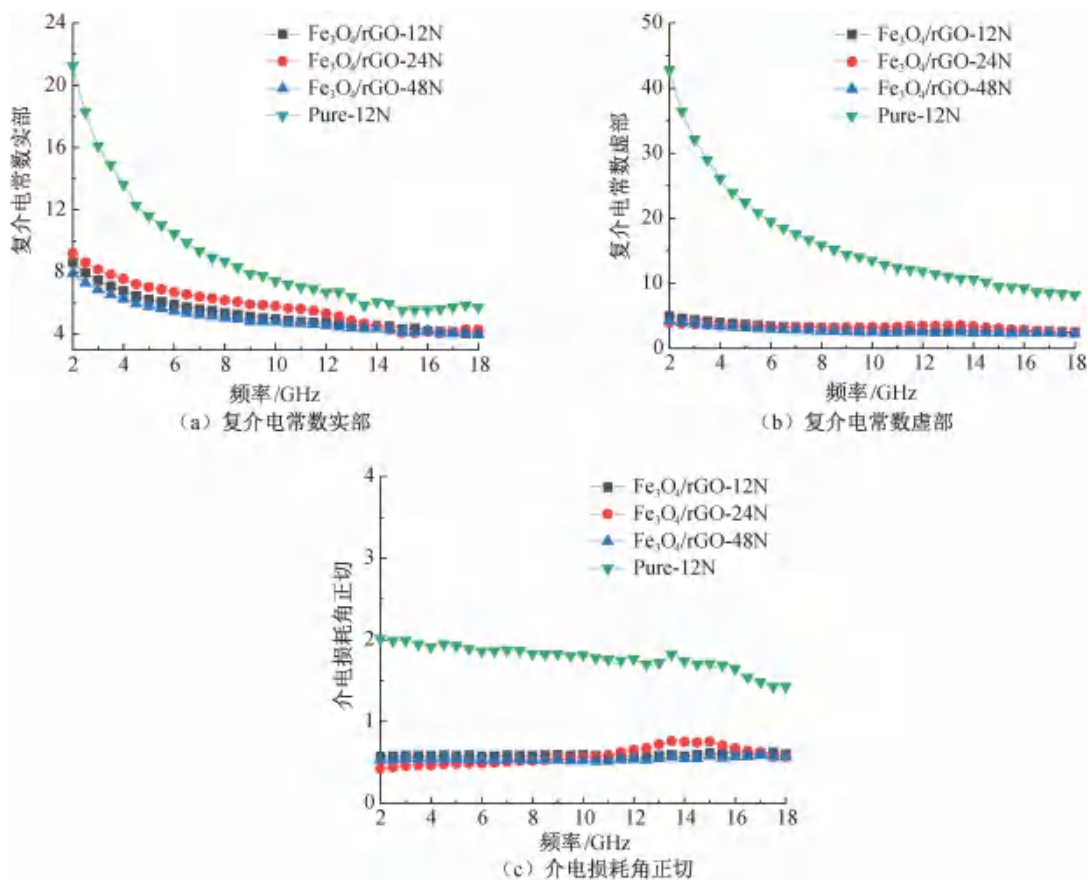 24
20
16
12
8
4
复介电常数实部
Fe₃O₄/rGO-12N
Fe₃O₄/rGO-24N
Fe₃O₄/rGO-48N
Pure-12N
2 4 6 8 10 12 14 16 18
频率/GHz
(a) 复介电常数实部
50
40
30
20
10
0
复介电常数虚部
Fe₃O₄/rGO-12N
Fe₃O₄/rGO-24N
Fe₃O₄/rGO-48N
Pure-12N
2 4 6 8 10 12 14 16 18
频率/GHz
(b) 复介电常数虚部
4
3
2
1
0
介电损耗角正切
Fe₃O₄/rGO-12N
Fe₃O₄/rGO-24N
Fe₃O₄/rGO-48N
Pure-12N
2 4 6 8 10 12 14 16 18
频率/GHz
(c) 介电损耗角正切